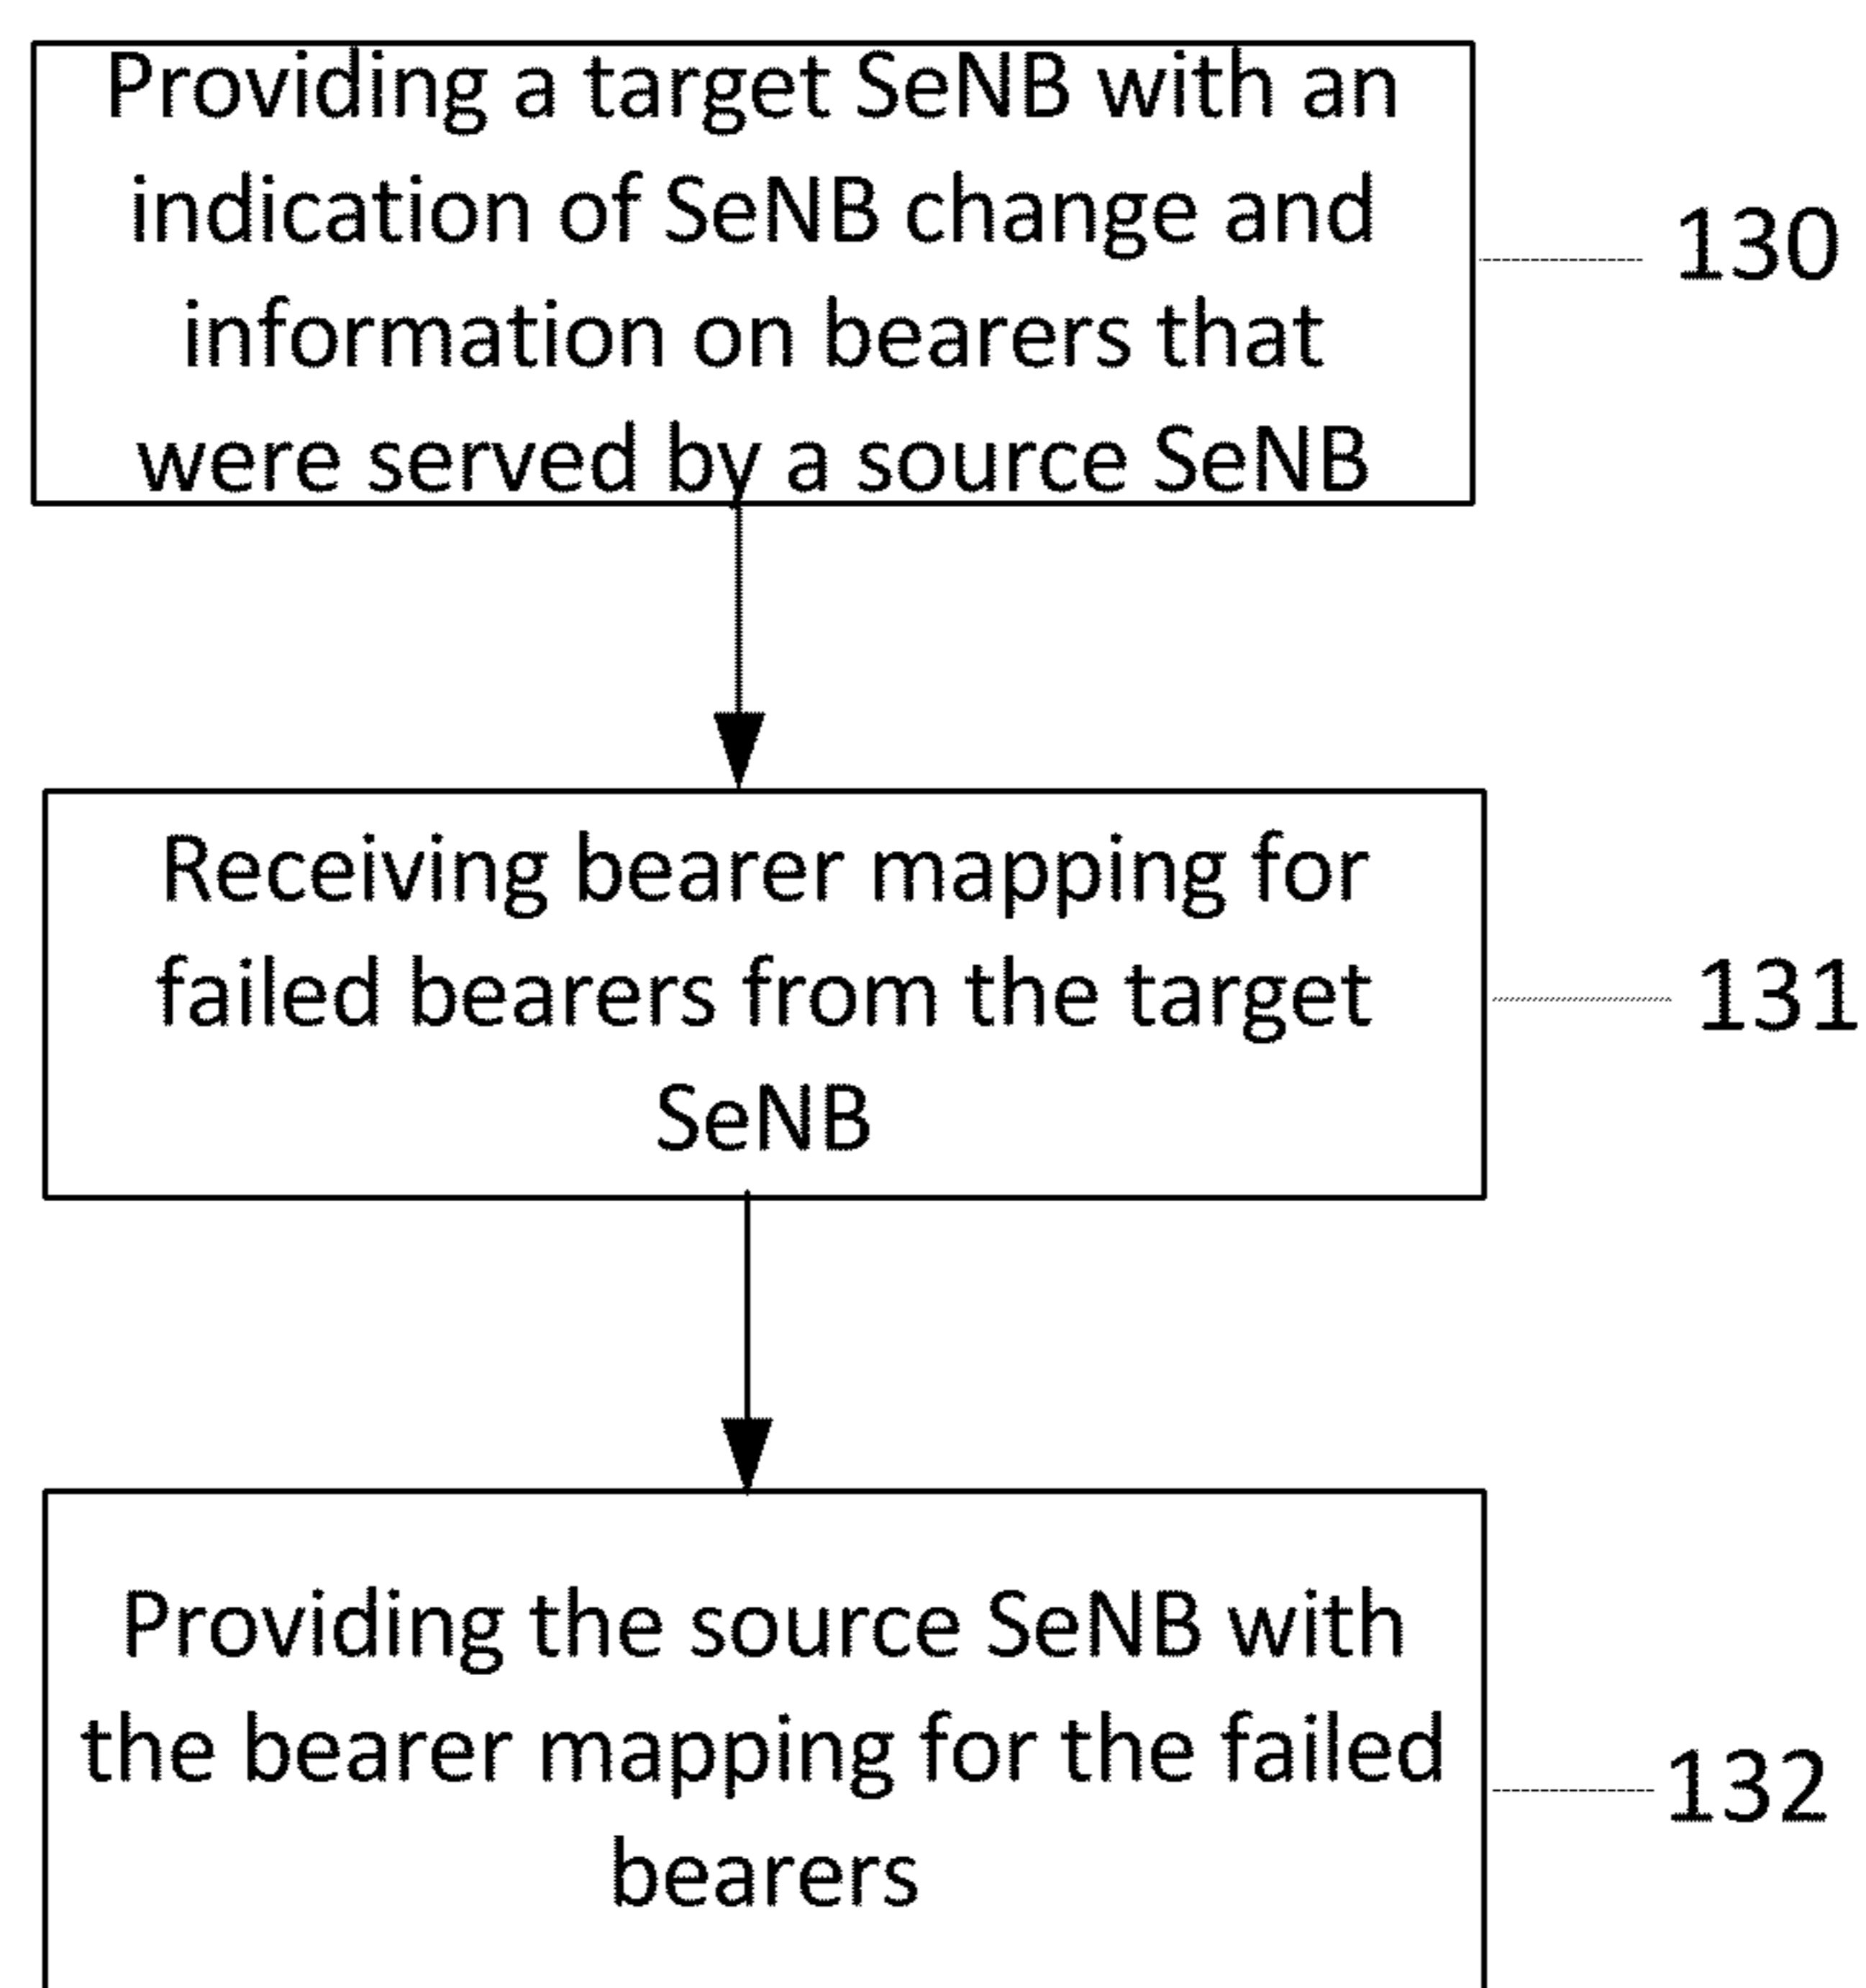 Providing a target SeNB with an
indication of SeNB change and
information on bearers that
were served by a source SeNB
130
Receiving bearer mapping for
failed bearers from the target
SeNB
131
Providing the source SeNB with
the bearer mapping for the failed
bearers
132